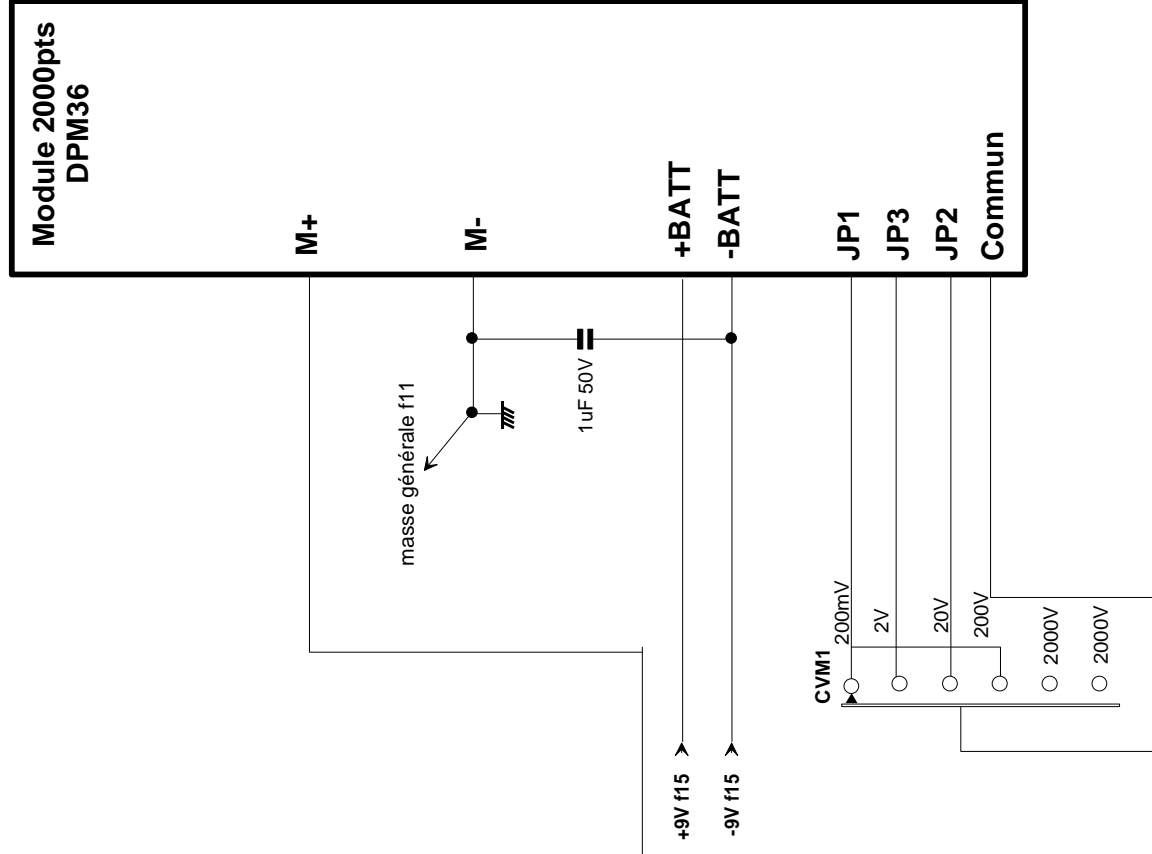 Module 2000pts
DPM36
M+
M-
+BATT
-BATT
JP1
JP3
JP2
Commun
masse générale f11
1uF 50V
+9V f15
-9V f15
CVM1
200mV
2V
20V
200V
2000V
2000V